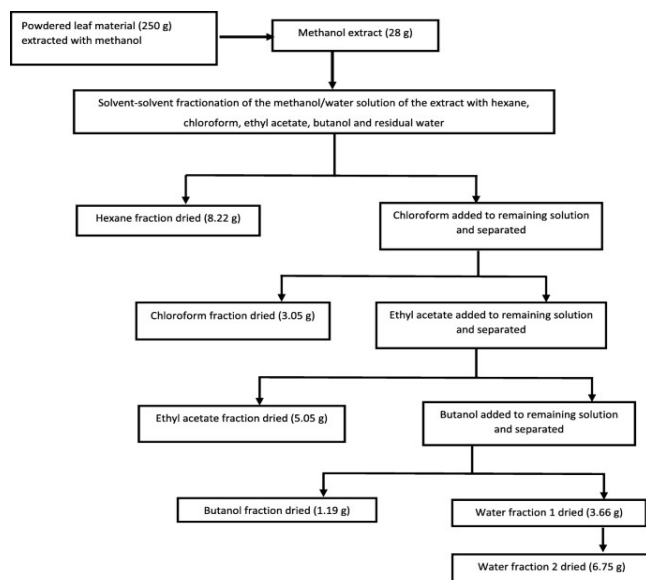 Powdered leaf material (250 g)
extracted with methanol
Methanol extract (28 g)
Solvent-solvent fractionation of the methanol/water solution of the extract with hexane,
chloroform, ethyl acetate, butanol and residual water
Hexane fraction dried (8.22 g)
Chloroform added to remaining solution
and separated
Chloroform fraction dried (3.05 g)
Ethyl acetate added to remaining solution
and separated
Ethyl acetate fraction dried (5.05 g)
Butanol added to remaining solution
and separated
Butanol fraction dried (1.19 g)
Water fraction 1 dried (3.66 g)
Water fraction 2 dried (6.75 g)